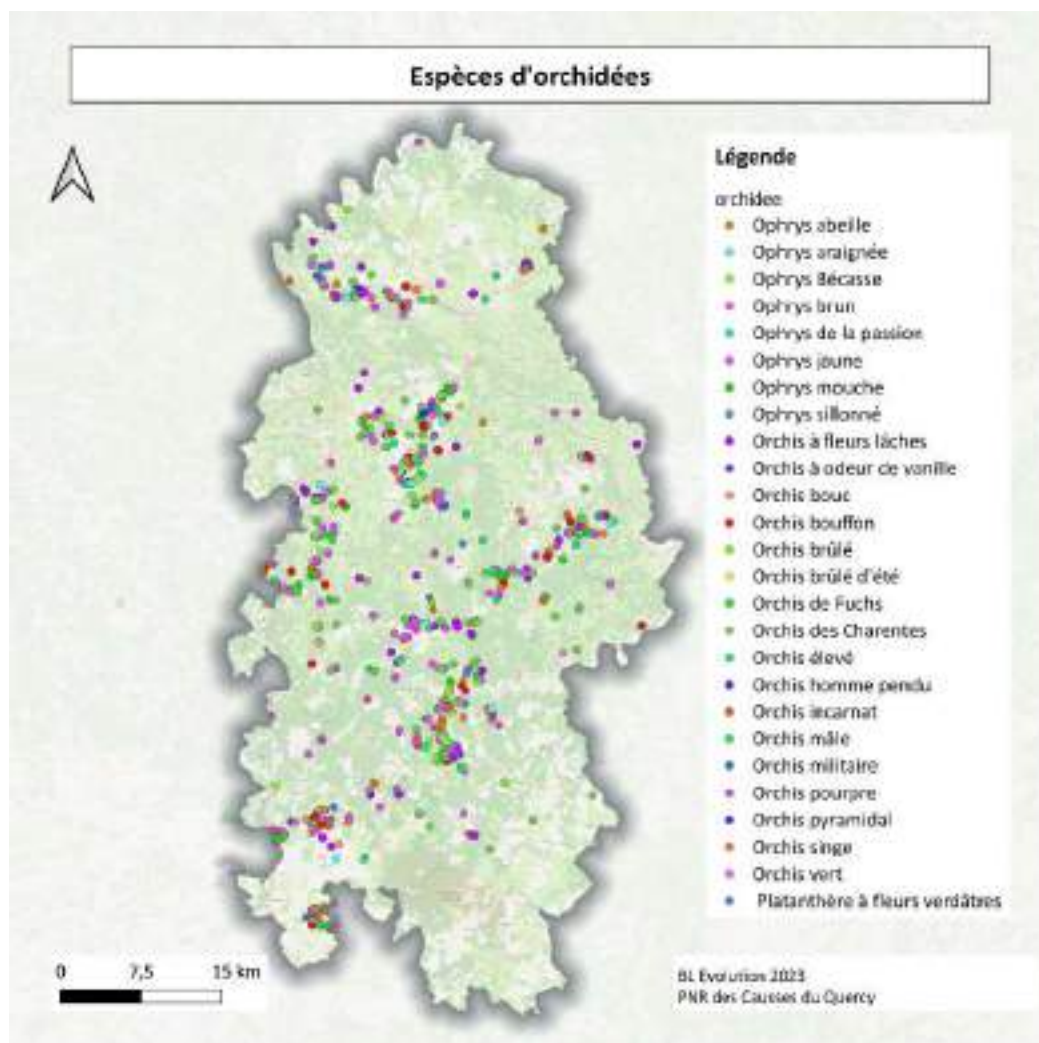 Espèces d'orchidées
Légende
orchidee
Ophrys abeille
Ophrys araignée
Ophrys Bécasse
Ophrys brun
Ophrys de la passion
Ophrys jaune
Ophrys mouche
Ophrys sillonné
Orchis à fleurs lâches
Orchis à odeur de vanille
Orchis bouc
Orchis bouffon
Orchis brûlé
Orchis brûlé d'été
Orchis de Fuchs
Orchis des Charentes
Orchis élevé
Orchis homme pendu
Orchis incarnat
Orchis mâle
Orchis militaire
Orchis pourpre
Orchis pyramidal
Orchis singe
Orchis vert
Platanthère à fleurs verdâtres
0 7,5 15 km
BL Evolution 2023
PNR des Causses du Quercy